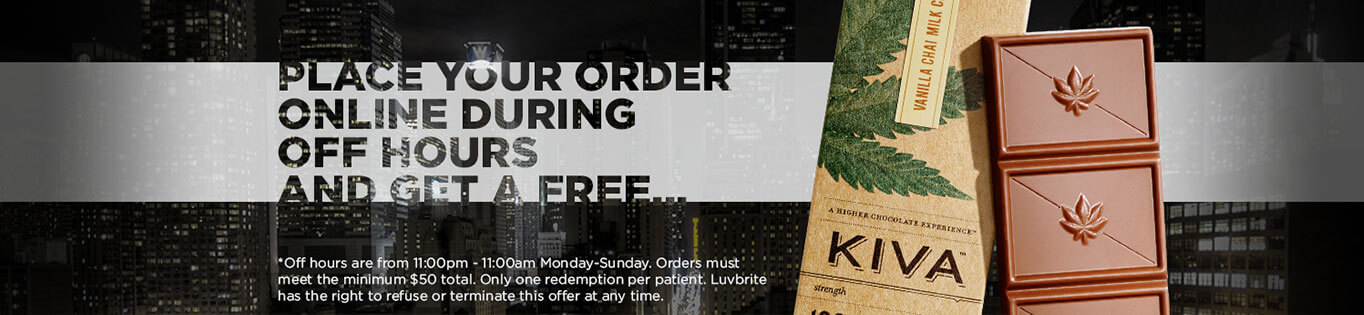 PLACE YOUR ORDER
ONLINE DURING
OFF HOURS
AND GET A FREE...
*Off hours are from 11:00pm - 11:00am Monday-Sunday. Orders must
meet the minimum $50 total. Only one redemption per patient. Luvbrite
has the right to refuse or terminate this offer at any time.
W
VANILLA CHAI MILK C
A HIGHER CHOCOLATE EXPERIENCE™
KIVA™
strength